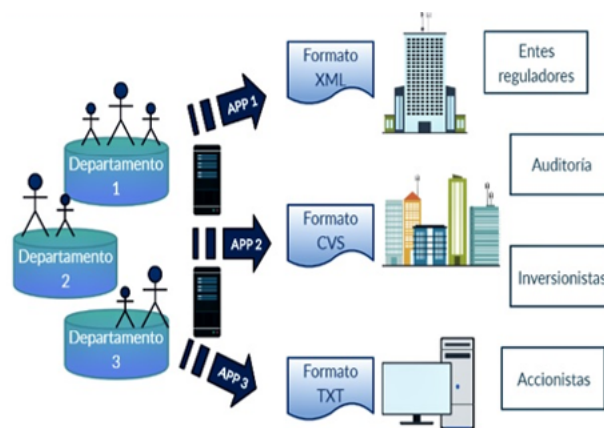 Departamento
1
Departamento
2
Departamento
3
APP 1
APP 2
APP 3
Formato
XML
Formato
CVS
Formato
TXT
Entes
reguladores
Auditoría
Inversionistas
Accionistas